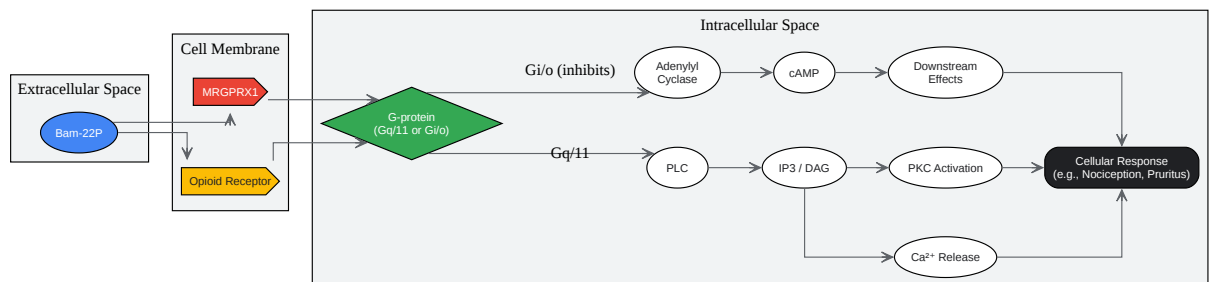 Extracellular Space
Bam-22P
Cell Membrane
MRGPRX1
Opioid Receptor
Intracellular Space
G-protein
(Gq/11 or Gi/o)
Gi/o (inhibits)
Gq/11
Adenylyl
Cyclase
cAMP
Downstream
Effects
PLC
IP3 / DAG
PKC Activation
Ca²⁺ Release
Cellular Response
(e.g., Nociception, Pruritus)